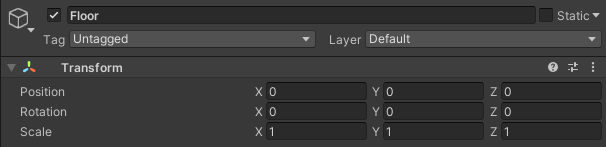 Floor Static
Tag Untagged Layer Default
Transform
Position X 0 Y 0 Z 0
Rotation X 0 Y 0 Z 0
Scale X 1 Y 1 Z 1